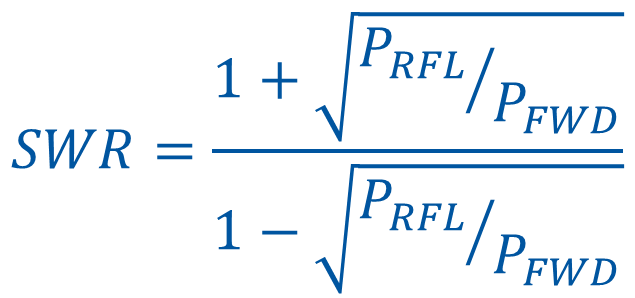 SWR = (1 + √(P_RFL/P_FWD)) / (1 − √(P_RFL/P_FWD))